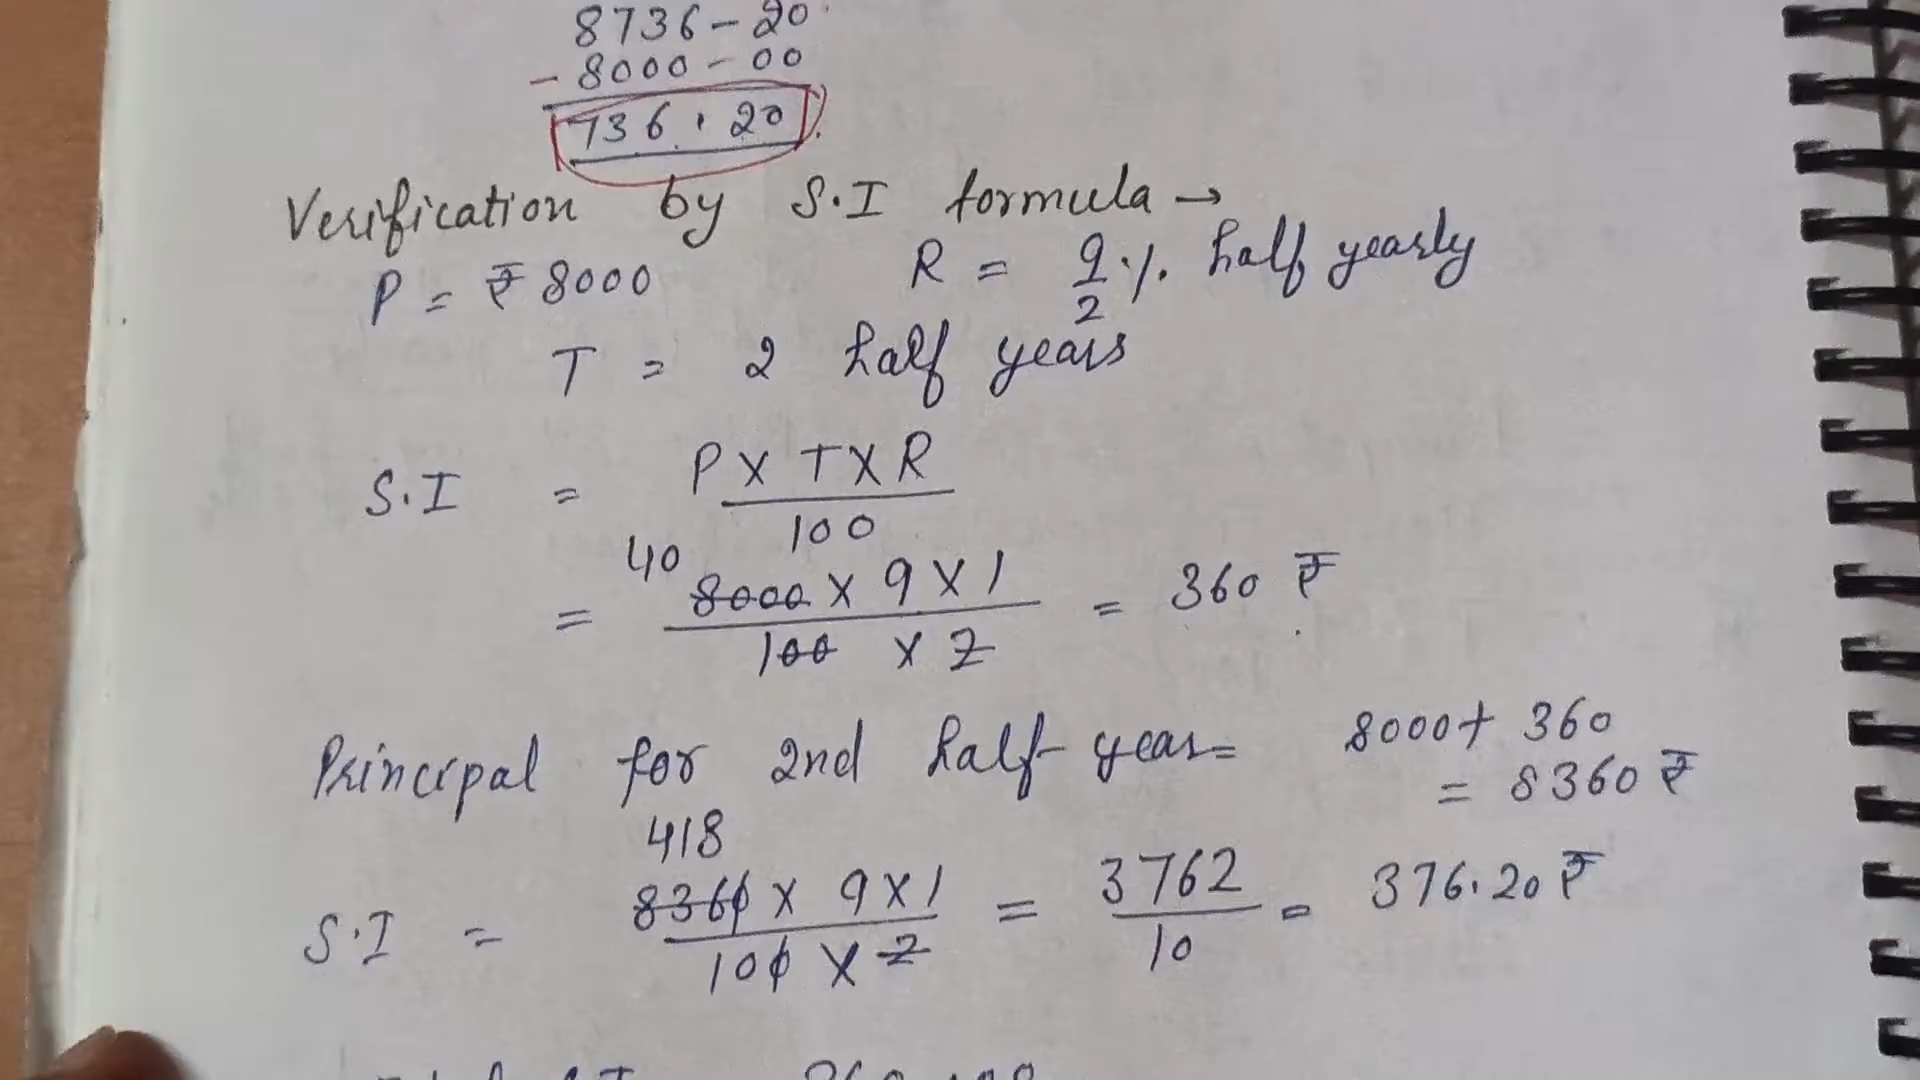 8736-20
- 8000-00
736.20
Verification by S.I formula →
P = ₹ 8000 R = 9/2 % half yearly
T = 2 half years
S.I = P X T X R / 100
40
= 8000 X 9 X 1 / 100 X 2 = 360 ₹
Principal for 2nd half year = 8000 + 360
= 8360 ₹
418
S.I = 8360 X 9 X 1 / 100 X 2 = 3762 / 10 = 376.20 ₹